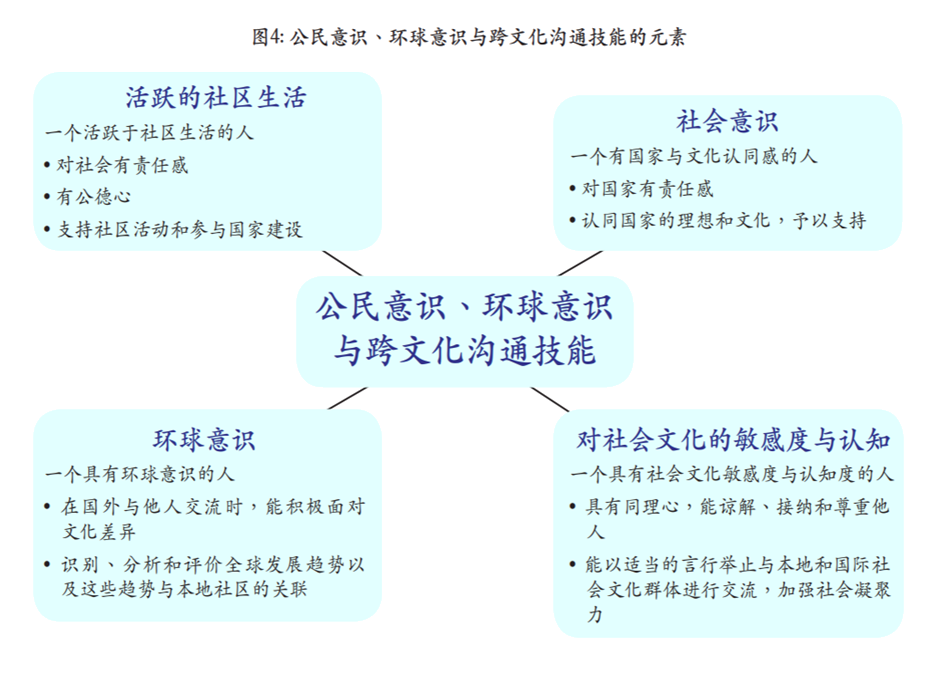 图4: 公民意识、环球意识与跨文化沟通技能的元素
活跃的社区生活
一个活跃于社区生活的人
• 对社会有责任感
• 有公德心
• 支持社区活动和参与国家建设
社会意识
一个有国家与文化认同感的人
• 对国家有责任感
• 认同国家的理想和文化，予以支持
公民意识、环球意识
与跨文化沟通技能
环球意识
一个具有环球意识的人
• 在国外与他人交流时，能积极面对
文化差异
• 识别、分析和评价全球发展趋势以
及这些趋势与本地社区的关联
对社会文化的敏感度与认知
一个具有社会文化敏感度与认知度的人
• 具有同理心，能谅解、接纳和尊重他
人
• 能以适当的言行举止与本地和国际社
会文化群体进行交流，加强社会凝聚
力